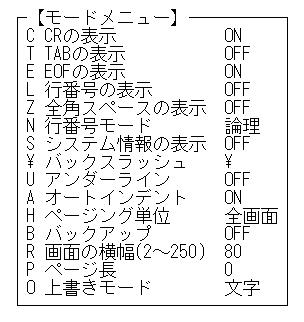 【モードメニュー】
C CRの表示 ON
T TABの表示 OFF
E EOFの表示 ON
L 行番号の表示 OFF
Z 全角スペースの表示 OFF
N 行番号モード 論理
S システム情報の表示 OFF
¥ バックスラッシュ ¥
U アンダーライン OFF
A オートインデント ON
H ページング単位 全画面
B バックアップ OFF
R 画面の横幅(2～250) 80
P ページ長 0
O 上書きモード 文字